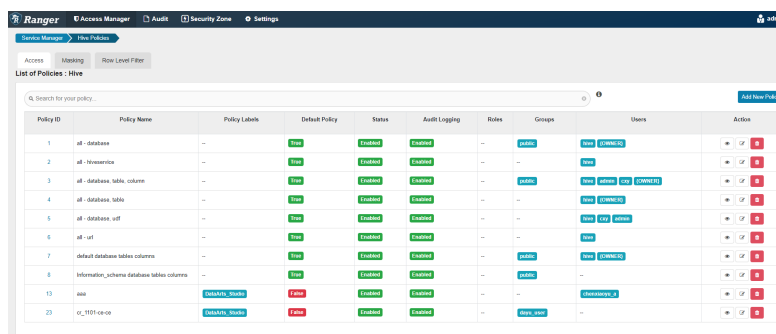 Ranger Access Manager Audit Security Zone Settings
Service Manager Hive Policies
Access Masking Row Level Filter
List of Policies : Hive
Search for your policy... Add New
Policy ID Policy Name Policy Labels Default Policy Status Audit Logging Roles Groups Users Action
1 all - database -- True Enabled Enabled -- public hive {OWNER}
2 all - hiveservice -- True Enabled Enabled -- -- hive
3 all - database, table, column -- True Enabled Enabled -- public hive admin cxy {OWNER}
4 all - database, table -- True Enabled Enabled -- -- hive {OWNER}
5 all - database, udf -- True Enabled Enabled -- -- hive cxy admin
6 all - url -- True Enabled Enabled -- -- hive
7 default database tables columns -- True Enabled Enabled -- public hive {OWNER}
8 Information_schema database tables columns -- True Enabled Enabled -- public --
13 aaa DataArts_Studio False Enabled Enabled -- -- chenxiaoyu_a
23 cr_1101-ce-ce DataArts_Studio False Enabled Enabled -- dayu_user --